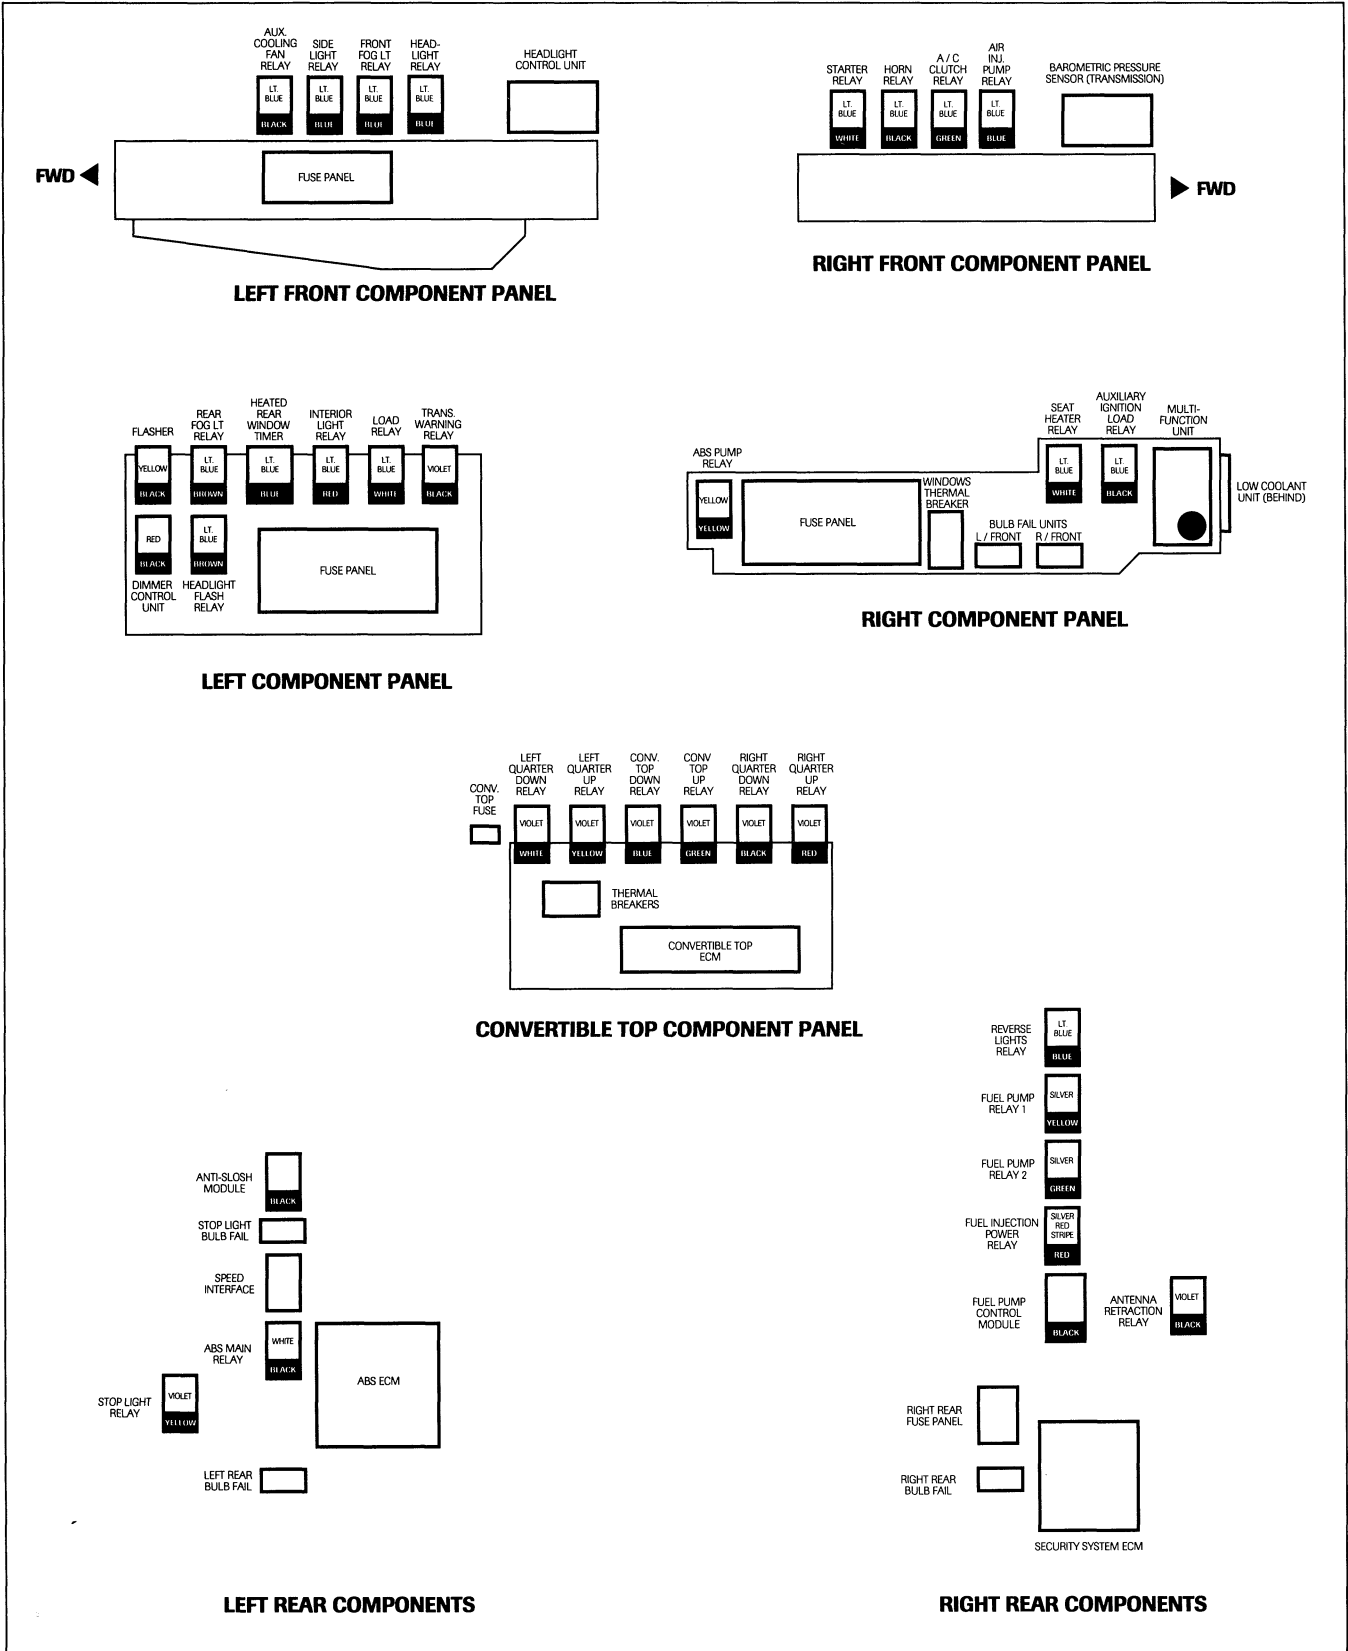 AUX.
COOLING
FAN
RELAY
SIDE
LIGHT
RELAY
FRONT
FOG LT
RELAY
HEAD-
LIGHT
RELAY
HEADLIGHT
CONTROL UNIT
LT.
BLUE
BLACK
LT.
BLUE
BLUE
LT.
BLUE
BLUE
LT.
BLUE
BLUE
FWD
FUSE PANEL
LEFT FRONT COMPONENT PANEL
STARTER
RELAY
HORN
RELAY
A / C
CLUTCH
RELAY
AIR
INJ.
PUMP
RELAY
BAROMETRIC PRESSURE
SENSOR (TRANSMISSION)
LT.
BLUE
WHITE
LT.
BLUE
BLACK
LT.
BLUE
GREEN
LT.
BLUE
BLUE
FWD
RIGHT FRONT COMPONENT PANEL
FLASHER
REAR
FOG LT
RELAY
HEATED
REAR
WINDOW
TIMER
INTERIOR
LIGHT
RELAY
LOAD
RELAY
TRANS.
WARNING
RELAY
YELLOW
BLACK
LT.
BLUE
BROWN
LT.
BLUE
BLUE
LT.
BLUE
RED
LT.
BLUE
WHITE
VIOLET
BLACK
RED
BLACK
LT.
BLUE
BROWN
DIMMER
CONTROL
UNIT
HEADLIGHT
FLASH
RELAY
FUSE PANEL
LEFT COMPONENT PANEL
ABS PUMP
RELAY
YELLOW
YELLOW
FUSE PANEL
WINDOWS
THERMAL
BREAKER
BULB FAIL UNITS
L / FRONT
R / FRONT
SEAT
HEATER
RELAY
LT.
BLUE
WHITE
AUXILIARY
IGNITION
LOAD
RELAY
LT.
BLUE
BLACK
MULTI-
FUNCTION
UNIT
LOW COOLANT
UNIT (BEHIND)
RIGHT COMPONENT PANEL
CONV.
TOP
FUSE
LEFT
QUARTER
DOWN
RELAY
LEFT
QUARTER
UP
RELAY
CONV.
TOP
DOWN
RELAY
CONV
TOP
UP
RELAY
RIGHT
QUARTER
DOWN
RELAY
RIGHT
QUARTER
UP
RELAY
VIOLET
WHITE
VIOLET
YELLOW
VIOLET
BLUE
VIOLET
GREEN
VIOLET
BLACK
VIOLET
RED
THERMAL
BREAKERS
CONVERTIBLE TOP
ECM
CONVERTIBLE TOP COMPONENT PANEL
ANTI-SLOSH
MODULE
BLACK
STOP LIGHT
BULB FAIL
SPEED
INTERFACE
ABS MAIN
RELAY
WHITE
BLACK
ABS ECM
STOP LIGHT
RELAY
VIOLET
YELLOW
LEFT REAR
BULB FAIL
LEFT REAR COMPONENTS
REVERSE
LIGHTS
RELAY
LT.
BLUE
BLUE
FUEL PUMP
RELAY 1
SILVER
YELLOW
FUEL PUMP
RELAY 2
SILVER
GREEN
FUEL INJECTION
POWER
RELAY
SILVER
RED
STRIPE
RED
FUEL PUMP
CONTROL
MODULE
BLACK
ANTENNA
RETRACTION
RELAY
VIOLET
BLACK
RIGHT REAR
FUSE PANEL
RIGHT REAR
BULB FAIL
SECURITY SYSTEM ECM
RIGHT REAR COMPONENTS